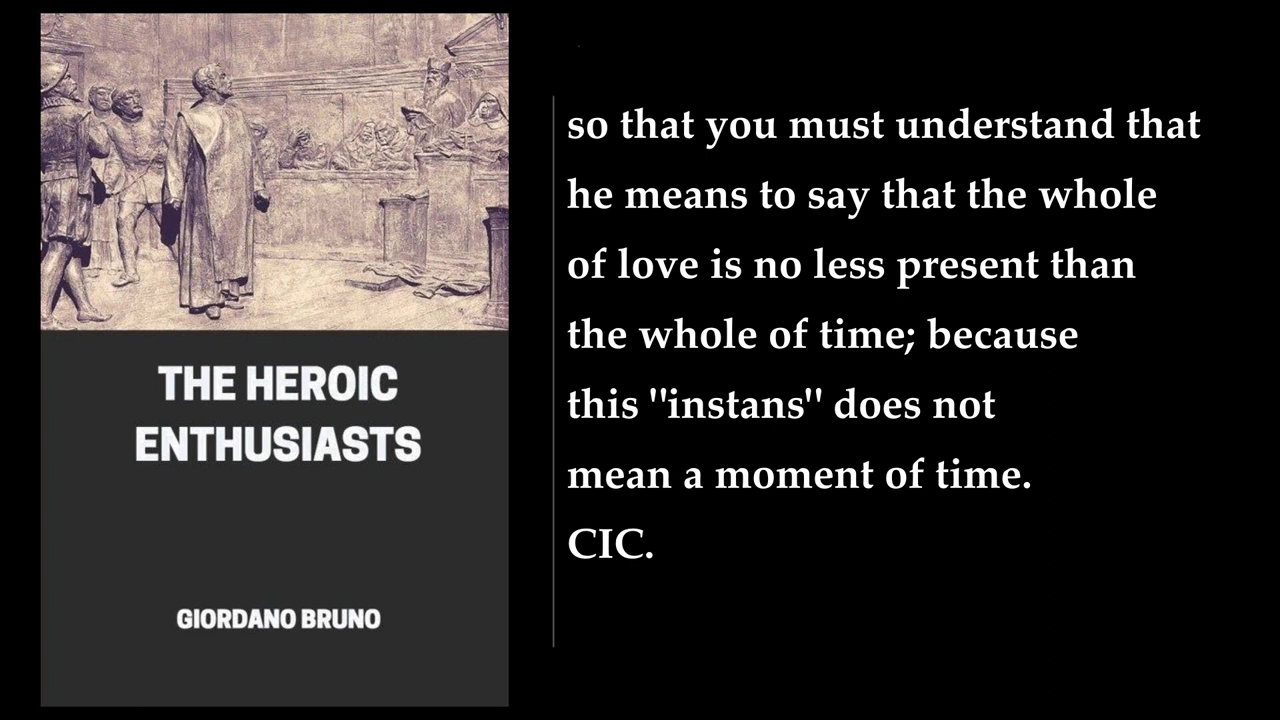 THE HEROIC
ENTHUSIASTS
GIORDANO BRUNO
so that you must understand that
he means to say that the whole
of love is no less present than
the whole of time; because
this "instans" does not
mean a moment of time.
CIC.